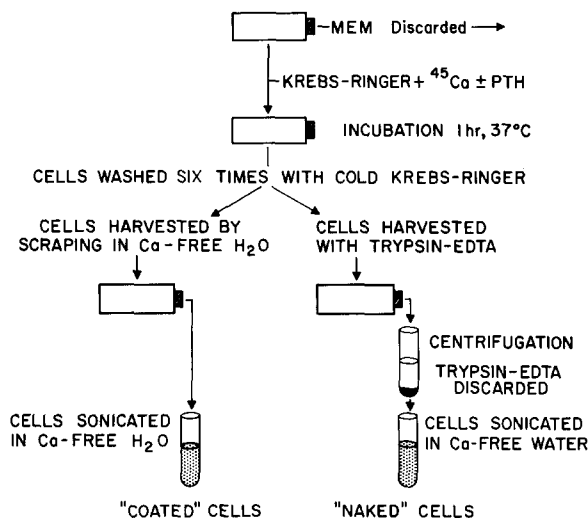 MEM Discarded
KREBS-RINGER + ⁴⁵Ca ± PTH
INCUBATION 1hr, 37°C
CELLS WASHED SIX TIMES WITH COLD KREBS-RINGER
CELLS HARVESTED BY
SCRAPING IN Ca-FREE H₂O
CELLS HARVESTED
WITH TRYPSIN-EDTA
CENTRIFUGATION
TRYPSIN-EDTA
DISCARDED
CELLS SONICATED
IN Ca-FREE H₂O
CELLS SONICATED
IN Ca-FREE WATER
"COATED" CELLS
"NAKED" CELLS